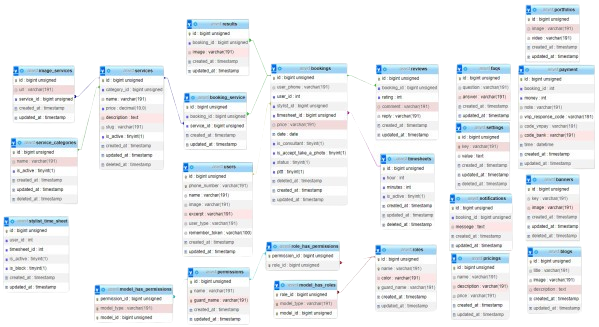 results
id : bigint unsigned
booking_id : bigint unsigned
image : varchar(191)
created_at : timestamp
updated_at : timestamp
portfolios
id : bigint unsigned
image : varchar(191)
video : varchar(191)
created_at : timestamp
updated_at : timestamp
image_services
id : bigint unsigned
url : varchar(191)
service_id : bigint unsigned
created_at : timestamp
updated_at : timestamp
services
id : bigint unsigned
category_id : bigint unsigned
name : varchar(191)
price : decimal(10,0)
description : text
slug : varchar(191)
is_active : tinyint(1)
created_at : timestamp
updated_at : timestamp
deleted_at : timestamp
booking_service
id : bigint unsigned
booking_id : bigint unsigned
service_id : bigint unsigned
created_at : timestamp
updated_at : timestamp
bookings
id : bigint unsigned
user_phone : varchar(191)
user_id : int
stylist_id : bigint unsigned
timesheet_id : bigint unsigned
price : varchar(191)
date : date
is_consultant : tinyint(1)
is_accept_take_a_photo : tinyint(1)
status : tinyint(1)
pdf : tinyint(1)
deleted_at : timestamp
created_at : timestamp
updated_at : timestamp
reviews
id : bigint unsigned
booking_id : bigint unsigned
rating : int
comment : varchar(191)
reply : varchar(191)
created_at : timestamp
updated_at : timestamp
faqs
id : bigint unsigned
question : varchar(191)
answer : varchar(191)
created_at : timestamp
updated_at : timestamp
payment
id : bigint unsigned
booking_id : int
money : int
note : varchar(191)
vnp_response_code : varchar(191)
code_vnpay : varchar(191)
code_bank : varchar(191)
time : datetime
created_at : timestamp
updated_at : timestamp
service_categories
id : bigint unsigned
name : varchar(191)
is_active : tinyint(1)
created_at : timestamp
updated_at : timestamp
settings
id : bigint unsigned
key : varchar(191)
value : text
created_at : timestamp
updated_at : timestamp
users
id : bigint unsigned
phone_number : varchar(191)
name : varchar(191)
image : varchar(191)
excerpt : varchar(191)
user_type : varchar(191)
remember_token : varchar(100)
created_at : timestamp
updated_at : timestamp
timesheets
id : bigint unsigned
hour : int
minutes : int
is_active : tinyint(1)
created_at : timestamp
updated_at : timestamp
deleted_at : timestamp
banners
id : bigint unsigned
key : varchar(191)
image : varchar(191)
created_at : timestamp
updated_at : timestamp
notifications
id : bigint unsigned
booking_id : bigint unsigned
message : text
created_at : timestamp
updated_at : timestamp
stylist_time_sheet
id : bigint unsigned
user_id : int
timesheet_id : int
is_active : tinyint(1)
is_block : tinyint(1)
created_at : timestamp
updated_at : timestamp
role_has_permissions
permission_id : bigint unsigned
role_id : bigint unsigned
roles
id : bigint unsigned
name : varchar(191)
color : varchar(191)
guard_name : varchar(191)
created_at : timestamp
updated_at : timestamp
pricings
id : bigint unsigned
name : varchar(191)
description : varchar(191)
price : varchar(191)
created_at : timestamp
updated_at : timestamp
blogs
id : bigint unsigned
title : varchar(191)
image : varchar(191)
description : text
created_at : timestamp
updated_at : timestamp
permissions
id : bigint unsigned
name : varchar(191)
guard_name : varchar(191)
created_at : timestamp
updated_at : timestamp
model_has_permissions
permission_id : bigint unsigned
model_type : varchar(191)
model_id : bigint unsigned
model_has_roles
role_id : bigint unsigned
model_type : varchar(191)
model_id : bigint unsigned